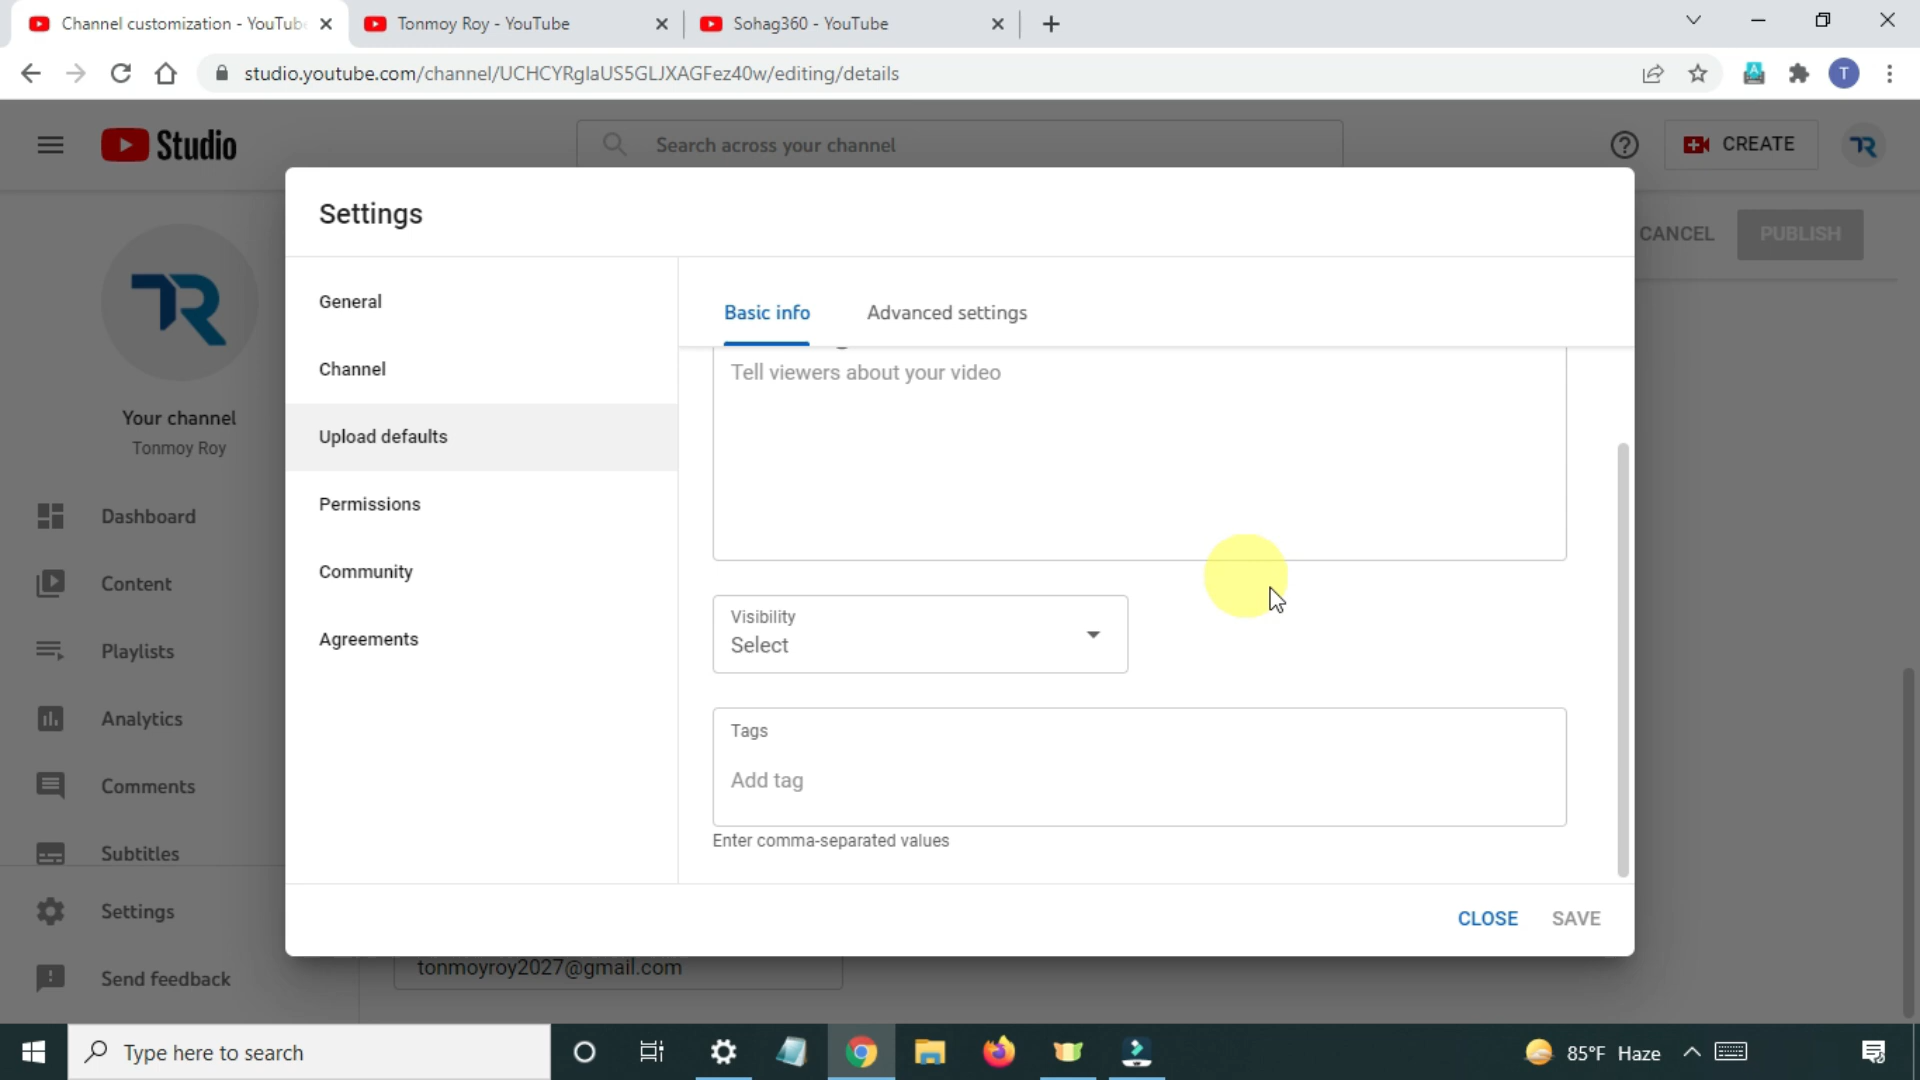 Channel customization - YouTube
Tonmoy Roy - YouTube
Sohag360 - YouTube
studio.youtube.com/channel/UCHCYRglaUS5GLJXAGFez40w/editing/details
T
Studio
Search across your channel
CREATE
TR
Settings
CANCEL
PUBLISH
TR
Your channel
Tonmoy Roy
Dashboard
Content
Playlists
Analytics
Comments
Subtitles
Settings
Send feedback
General
Channel
Upload defaults
Permissions
Community
Agreements
Basic info
Advanced settings
Tell viewers about your video
Visibility
Select
Tags
Add tag
Enter comma-separated values
CLOSE
SAVE
tonmoyroy2027@gmail.com
Type here to search
85°F Haze